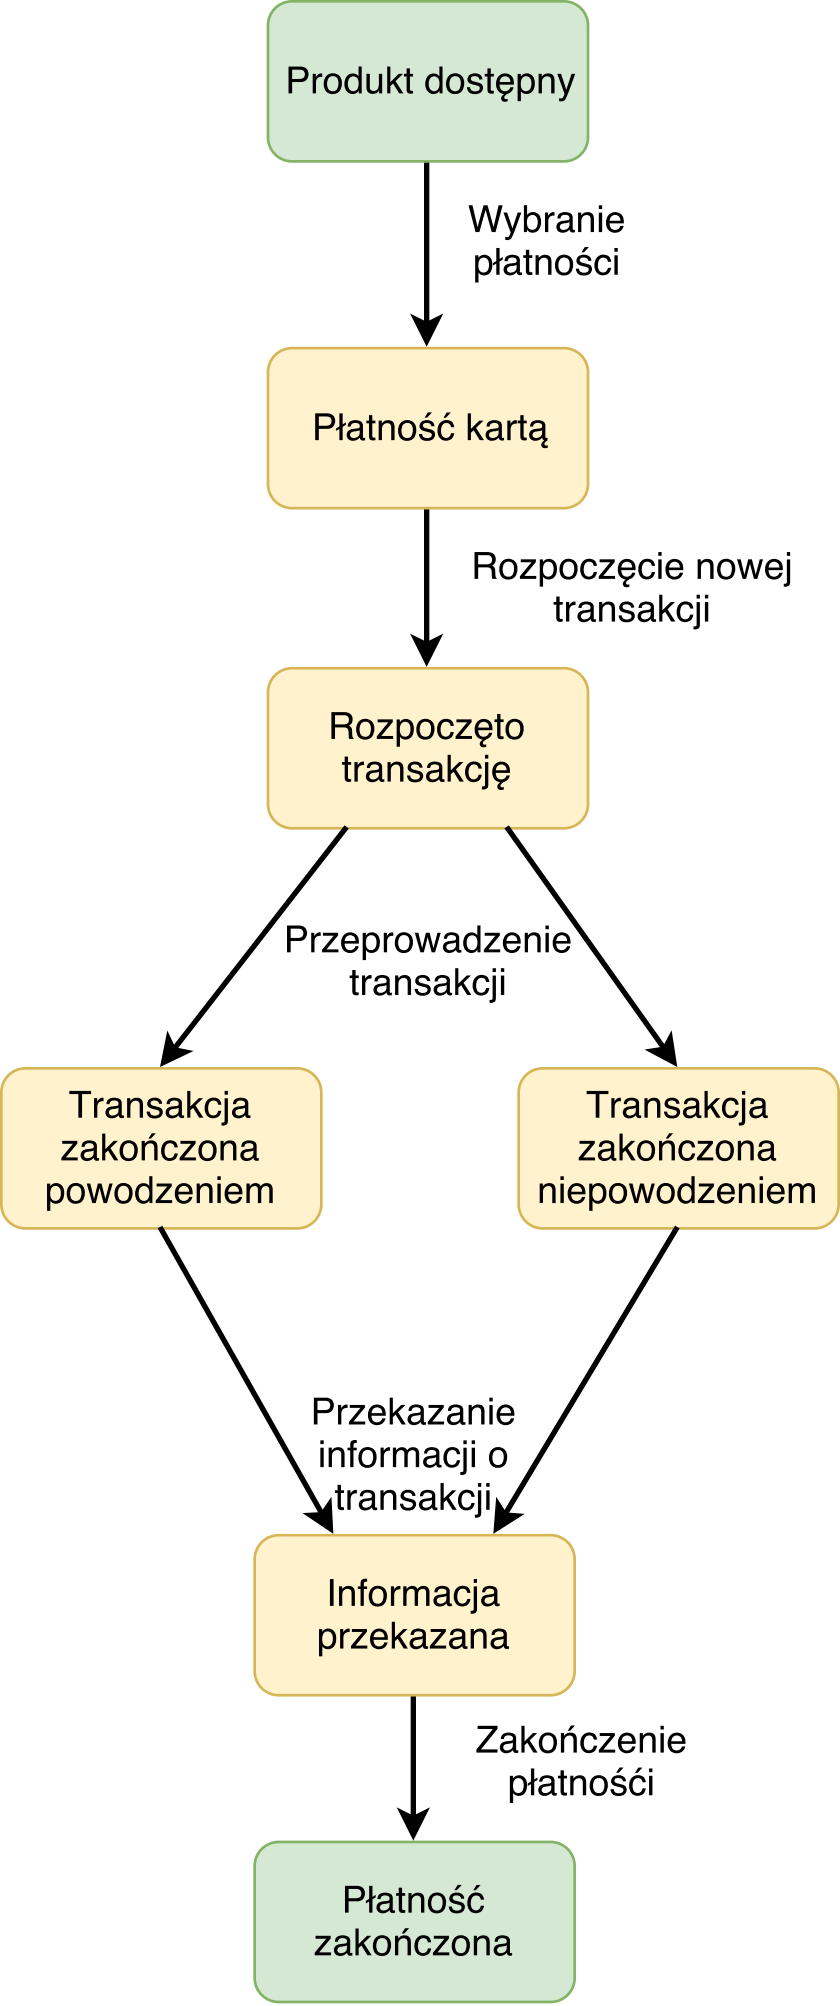 Produkt dostępny
Wybranie
płatności
Płatność kartą
Rozpoczęcie nowej
transakcji
Rozpoczęto
transakcję
Przeprowadzenie
transakcji
Transakcja
zakończona
powodzeniem
Transakcja
zakończona
niepowodzeniem
Przekazanie
informacji o
transakcji
Informacja
przekazana
Zakończenie
płatnośći
Płatność
zakończona